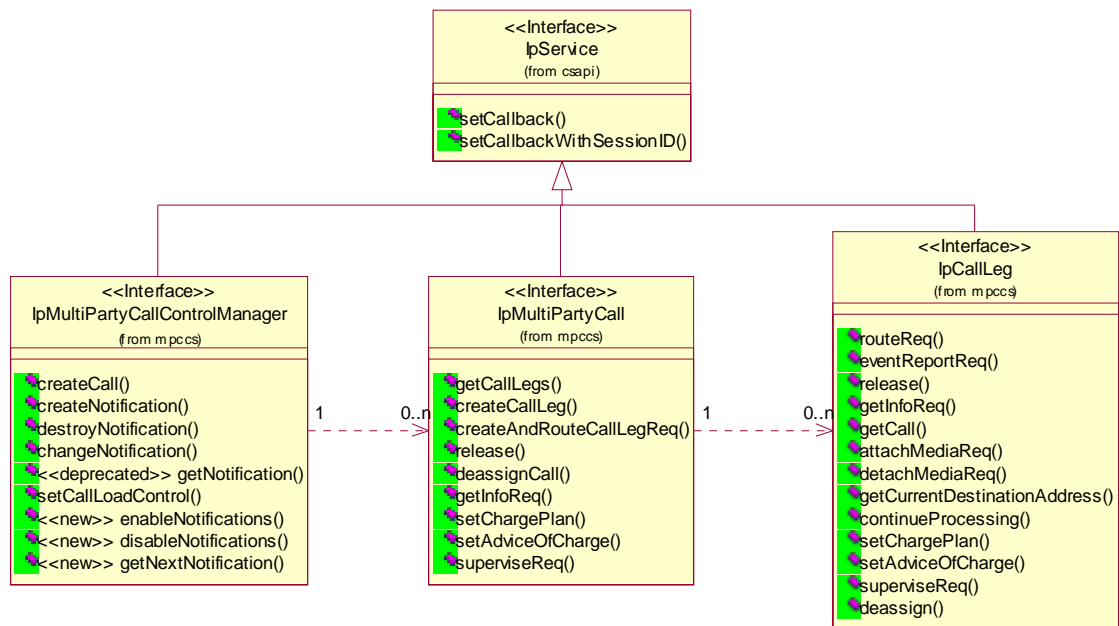 <<Interface>>
IpService
(from csapi)
setCallback()
setCallbackWithSessionID()
<<Interface>>
IpMultiPartyCallControlManager
(from mpccs)
createCall()
createNotification()
destroyNotification()
changeNotification()
<<deprecated>> getNotification()
setCallLoadControl()
<<new>> enableNotifications()
<<new>> disableNotifications()
<<new>> getNextNotification()
1
0..n
<<Interface>>
IpMultiPartyCall
(from mpccs)
getCallLegs()
createCallLeg()
createAndRouteCallLegReq()
release()
deassignCall()
getInfoReq()
setChargePlan()
setAdviceOfCharge()
superviseReq()
1
0..n
<<Interface>>
IpCallLeg
(from mpccs)
routeReq()
eventReportReq()
release()
getInfoReq()
getCall()
attachMediaReq()
detachMediaReq()
getCurrentDestinationAddress()
continueProcessing()
setChargePlan()
setAdviceOfCharge()
superviseReq()
deassign()